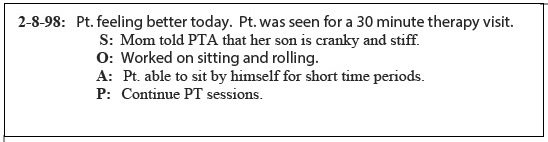 2-8-98: Pt. feeling better today. Pt. was seen for a 30 minute therapy visit.
S: Mom told PTA that her son is cranky and stiff.
O: Worked on sitting and rolling.
A: Pt. able to sit by himself for short time periods.
P: Continue PT sessions.